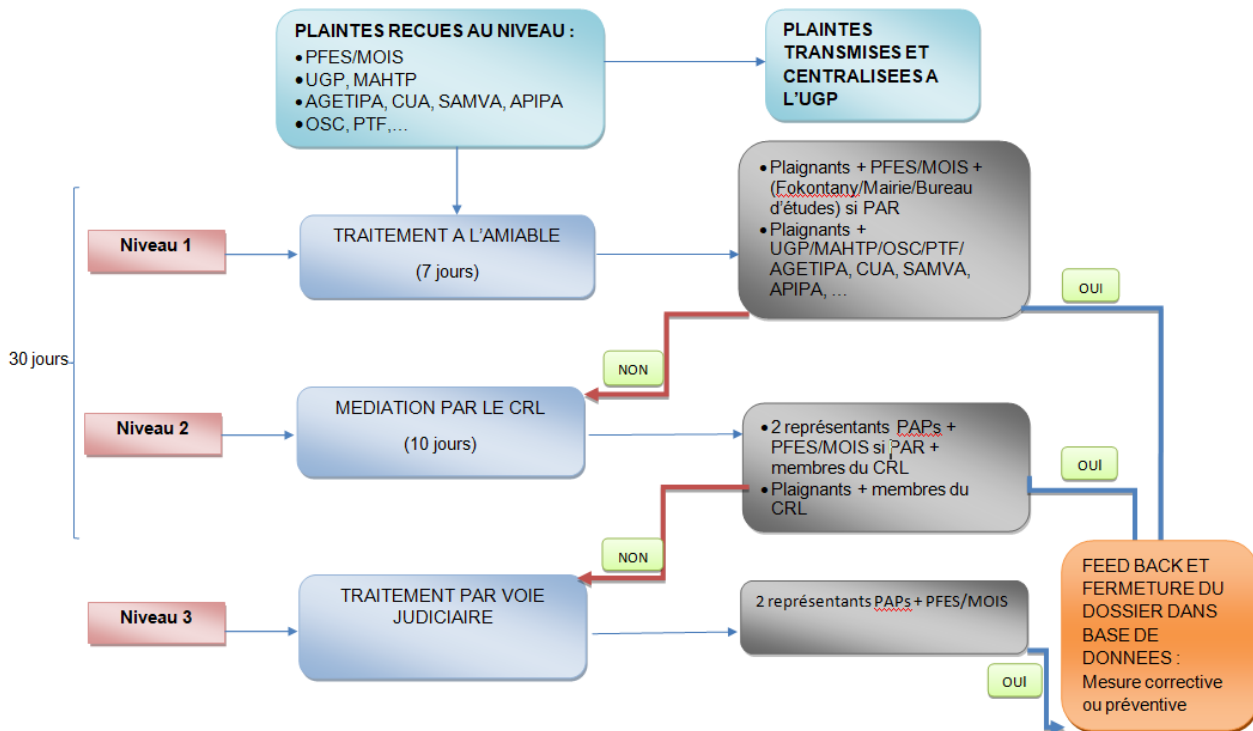 PLAINTES RECUES AU NIVEAU :
• PFES/MOIS
• UGP, MAHTP
• AGETIPA, CUA, SAMVA, APIPA
• OSC, PTF,…
PLAINTES
TRANSMISES ET
CENTRALISEES A
L’UGP
30 jours
Niveau 1
TRAITEMENT A L’AMIABLE
(7 jours)
• Plaignants + PFES/MOIS +
(Fokontany/Mairie/Bureau
d’études) si PAR
• Plaignants +
UGP/MAHTP/OSC/PTF/
AGETIPA, CUA, SAMVA,
APIPA, …
OUI
NON
Niveau 2
MEDIATION PAR LE CRL
(10 jours)
• 2 représentants PAPs +
PFES/MOIS si PAR +
membres du CRL
• Plaignants + membres du
CRL
OUI
NON
Niveau 3
TRAITEMENT PAR VOIE
JUDICIAIRE
2 représentants PAPs + PFES/MOIS
OUI
FEED BACK ET
FERMETURE DU
DOSSIER DANS
BASE DE
DONNEES :
Mesure corrective
ou préventive